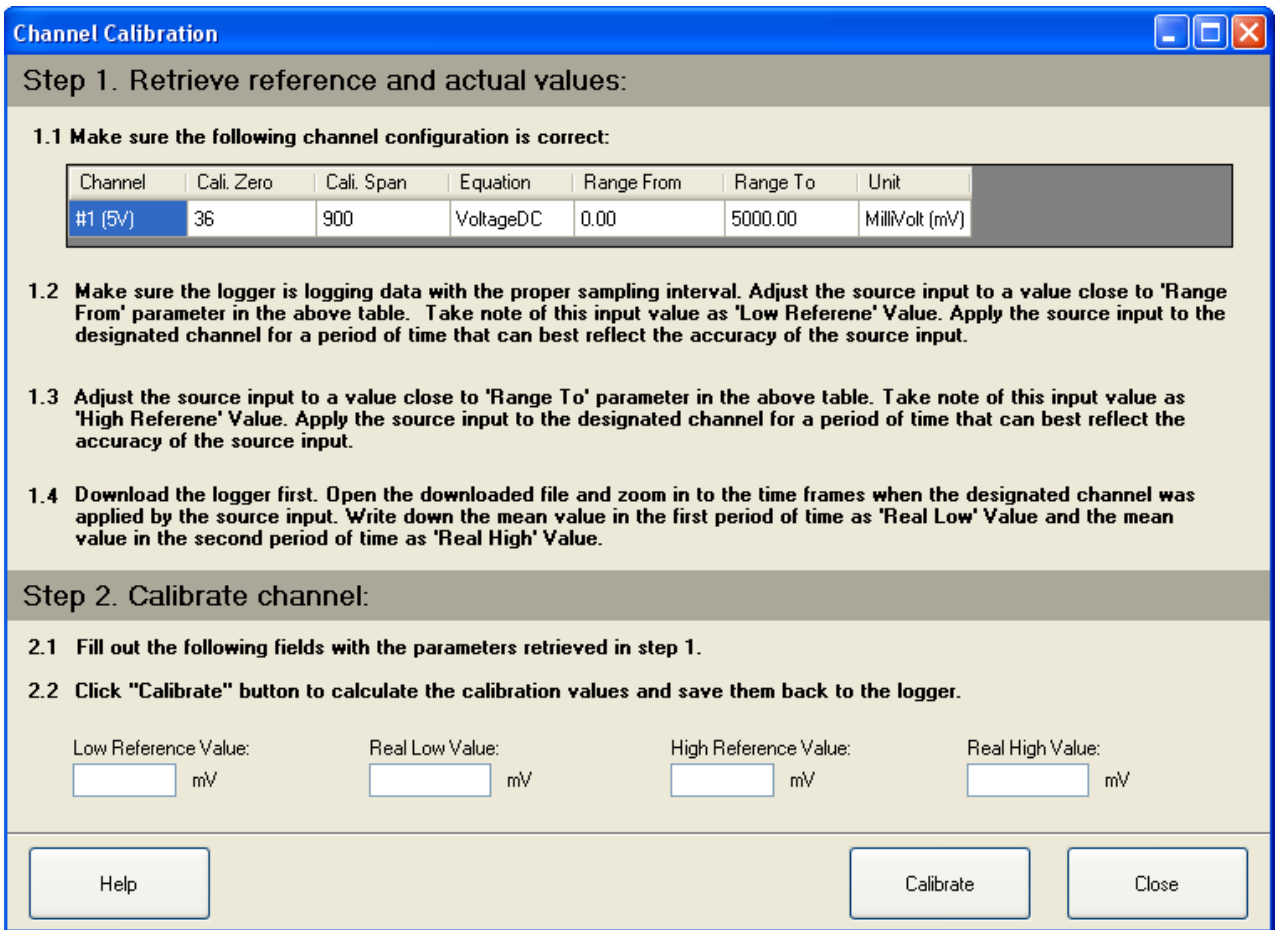 Channel Calibration
Step 1. Retrieve reference and actual values:
1.1 Make sure the following channel configuration is correct:
Channel Cali. Zero Cali. Span Equation Range From Range To Unit
#1 (5V) 36 900 VoltageDC 0.00 5000.00 MilliVolt (mV)
1.2 Make sure the logger is logging data with the proper sampling interval. Adjust the source input to a value close to 'Range
From' parameter in the above table. Take note of this input value as 'Low Referene' Value. Apply the source input to the
designated channel for a period of time that can best reflect the accuracy of the source input.
1.3 Adjust the source input to a value close to 'Range To' parameter in the above table. Take note of this input value as
'High Referene' Value. Apply the source input to the designated channel for a period of time that can best reflect the
accuracy of the source input.
1.4 Download the logger first. Open the downloaded file and zoom in to the time frames when the designated channel was
applied by the source input. Write down the mean value in the first period of time as 'Real Low' Value and the mean
value in the second period of time as 'Real High' Value.
Step 2. Calibrate channel:
2.1 Fill out the following fields with the parameters retrieved in step 1.
2.2 Click "Calibrate" button to calculate the calibration values and save them back to the logger.
Low Reference Value: Real Low Value: High Reference Value: Real High Value:
mV mV mV mV
Help Calibrate Close